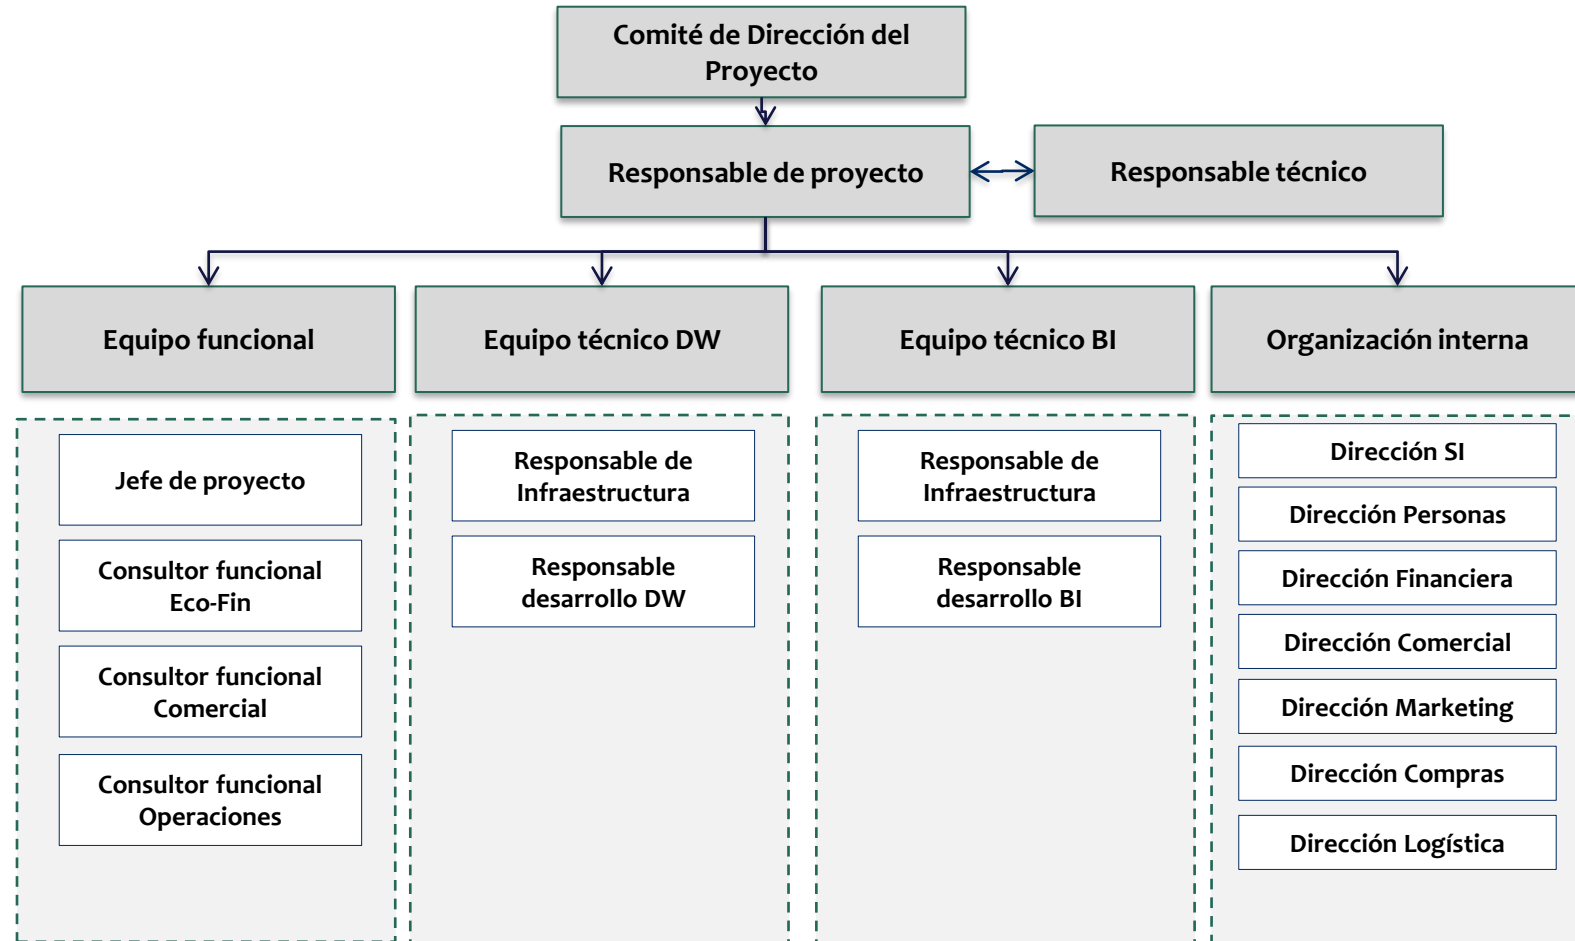 Comité de Dirección del
Proyecto
Responsable de proyecto
Responsable técnico
Equipo funcional
Equipo técnico DW
Equipo técnico BI
Organización interna
Jefe de proyecto
Consultor funcional
Eco-Fin
Consultor funcional
Comercial
Consultor funcional
Operaciones
Responsable de
Infraestructura
Responsable
desarrollo DW
Responsable de
Infraestructura
Responsable
desarrollo BI
Dirección SI
Dirección Personas
Dirección Financiera
Dirección Comercial
Dirección Marketing
Dirección Compras
Dirección Logística